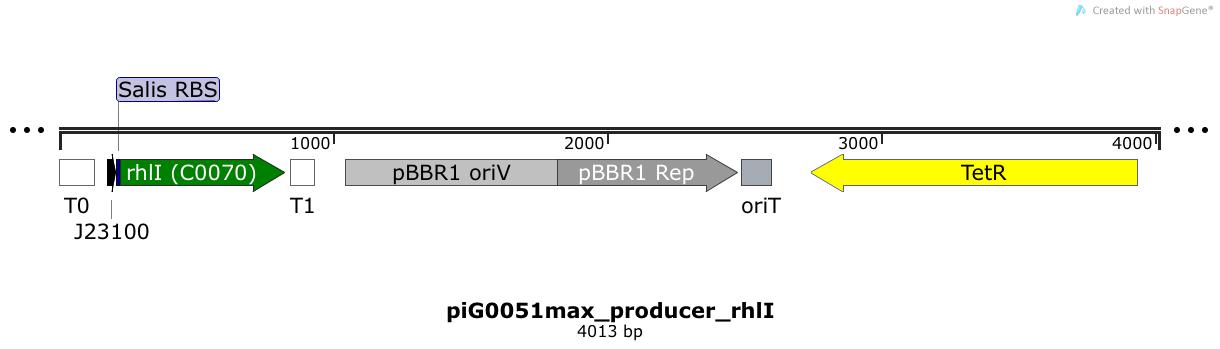 Created with SnapGene®
Salis RBS
1000 2000 3000 4000
rhlI (C0070) pBBR1 oriV pBBR1 Rep TetR
T0 T1 oriT
J23100
piG0051max_producer_rhlI
4013 bp